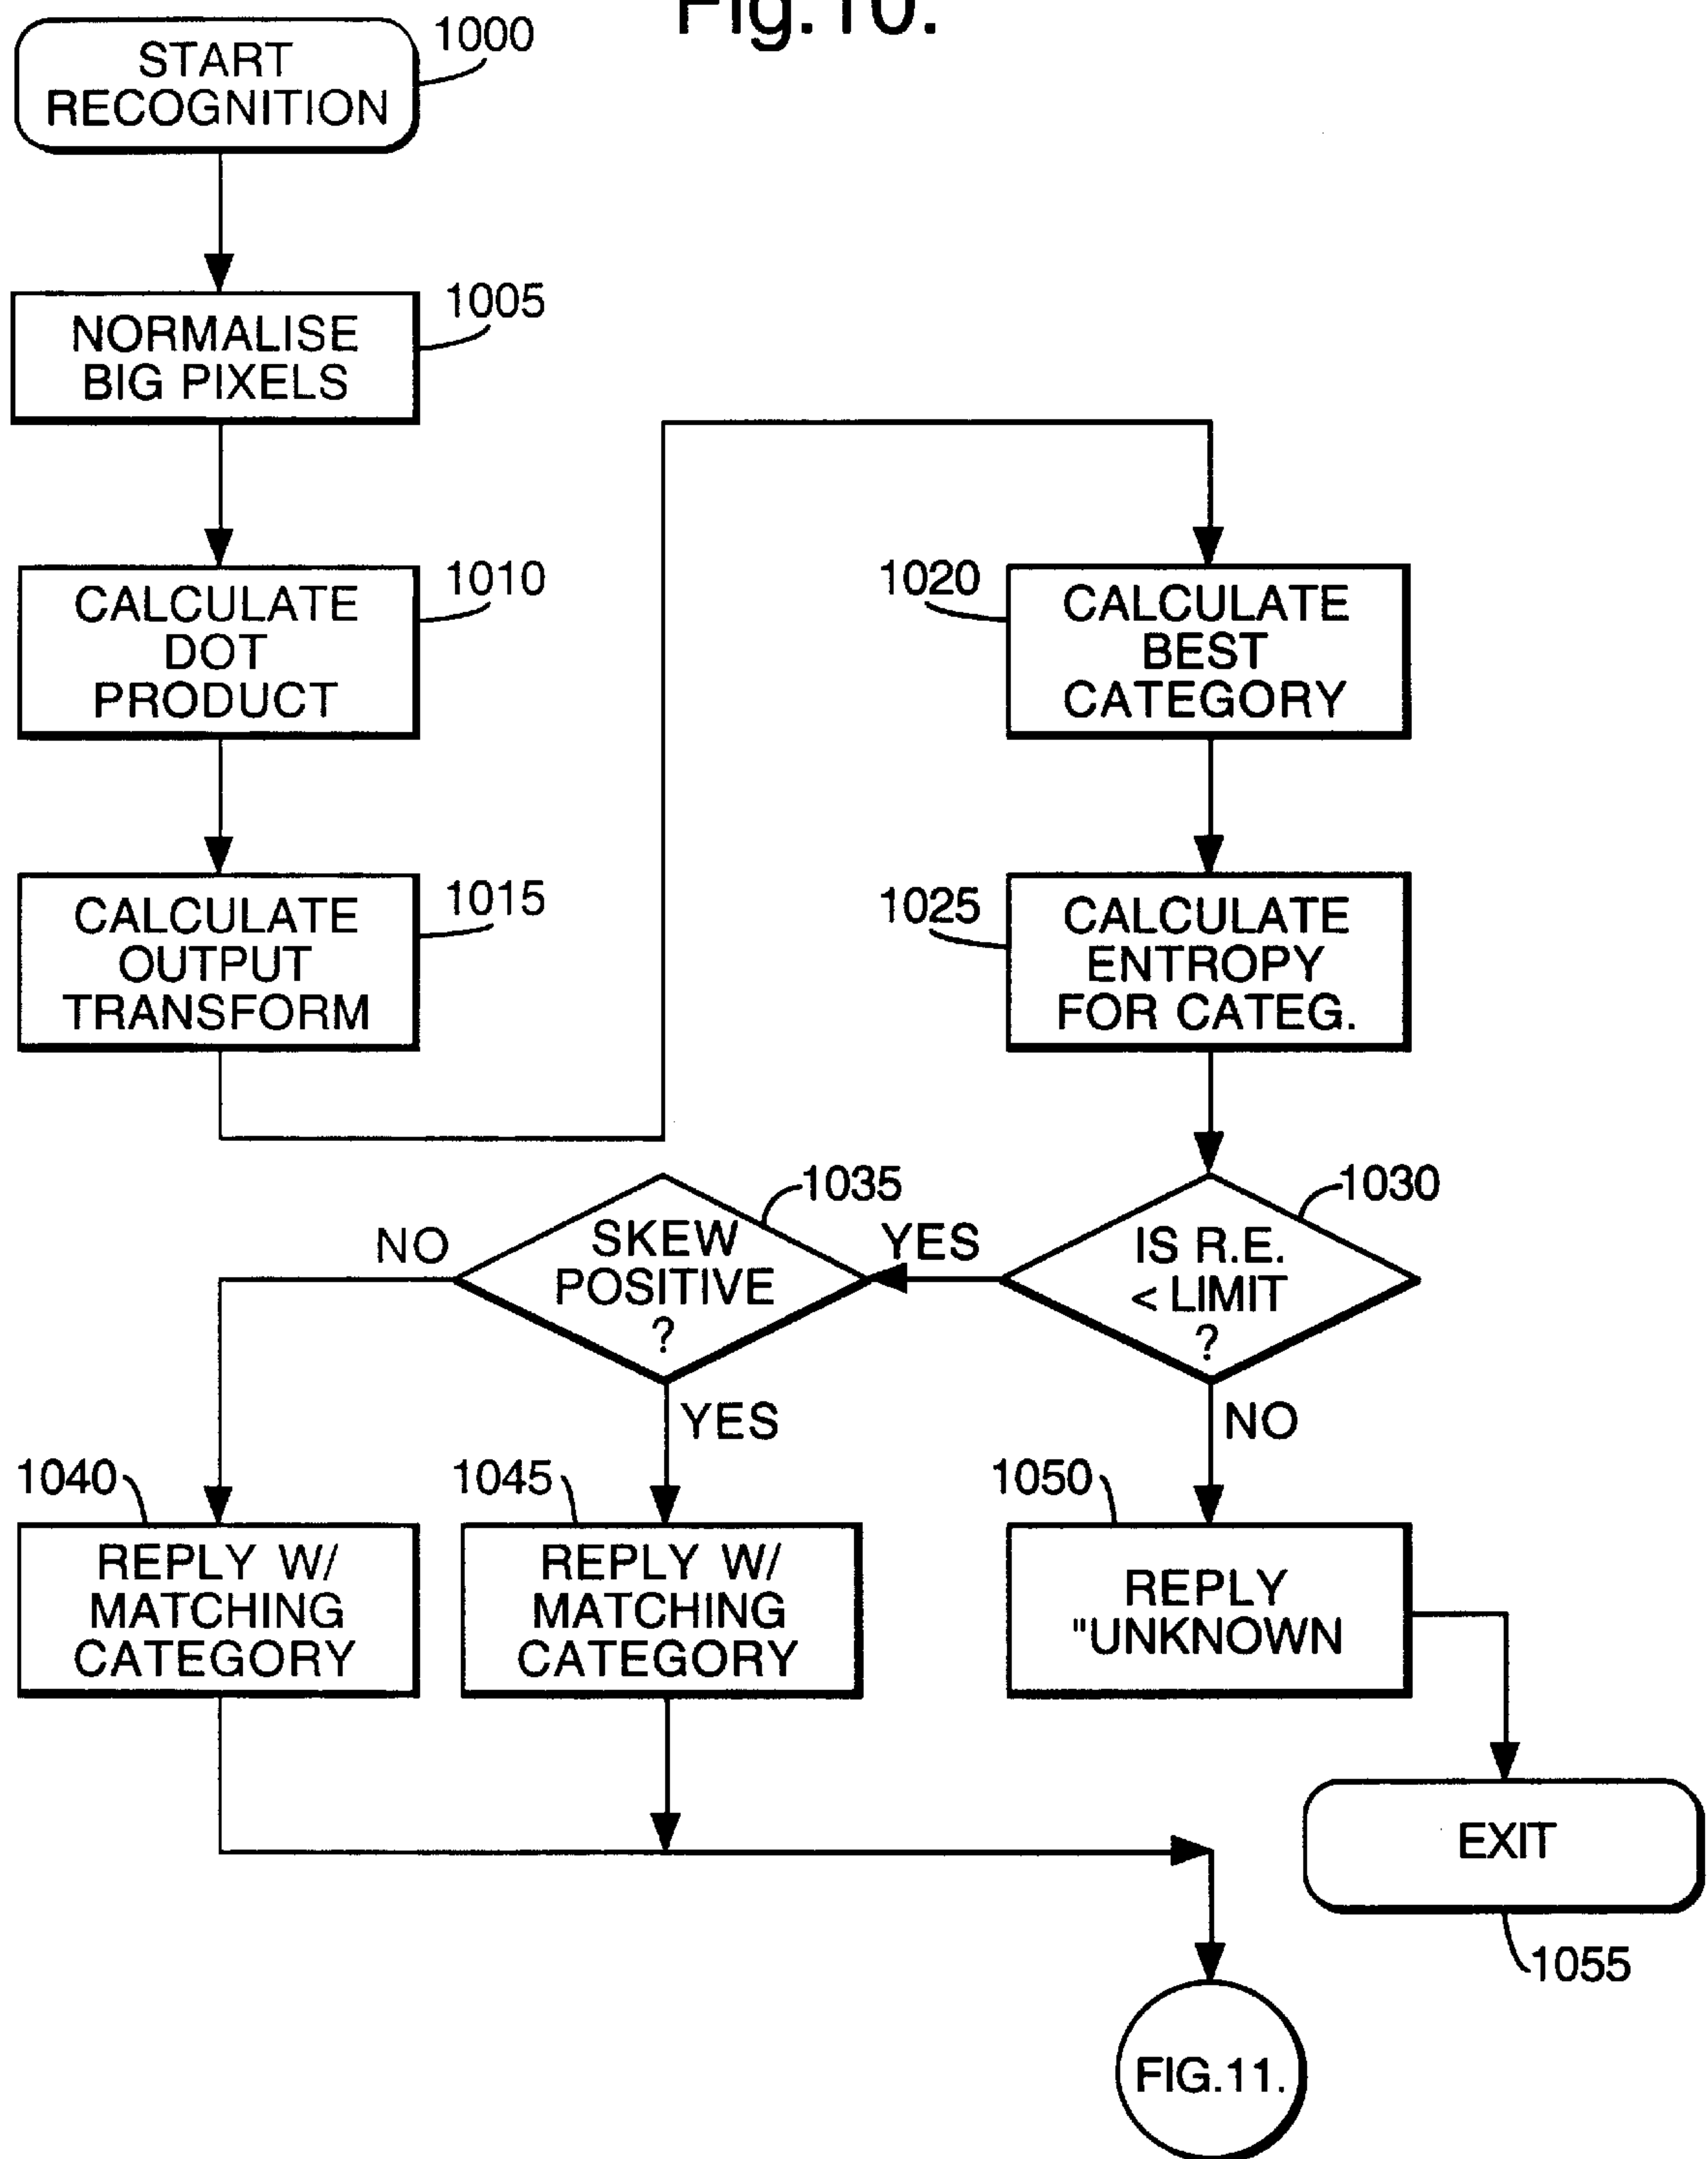 Fig.10.
START
RECOGNITION
1000
NORMALISE
BIG PIXELS
1005
CALCULATE
DOT
PRODUCT
1010
CALCULATE
OUTPUT
TRANSFORM
1015
1020
CALCULATE
BEST
CATEGORY
1025
CALCULATE
ENTROPY
FOR CATEG.
1030
IS R.E.
< LIMIT
?
YES
NO
1035
SKEW
POSITIVE
?
NO
YES
1040
REPLY W/
MATCHING
CATEGORY
1045
REPLY W/
MATCHING
CATEGORY
1050
REPLY
"UNKNOWN
EXIT
1055
FIG.11.